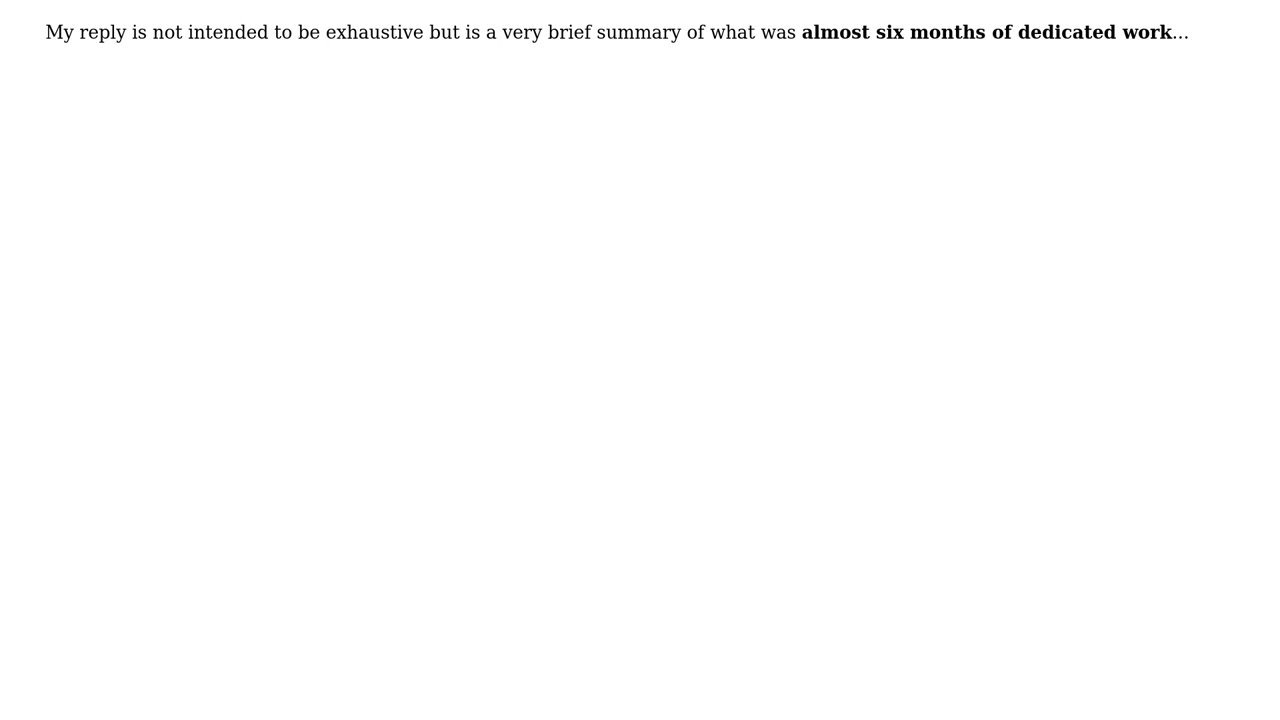 My reply is not intended to be exhaustive but is a very brief summary of what was almost six months of dedicated work...